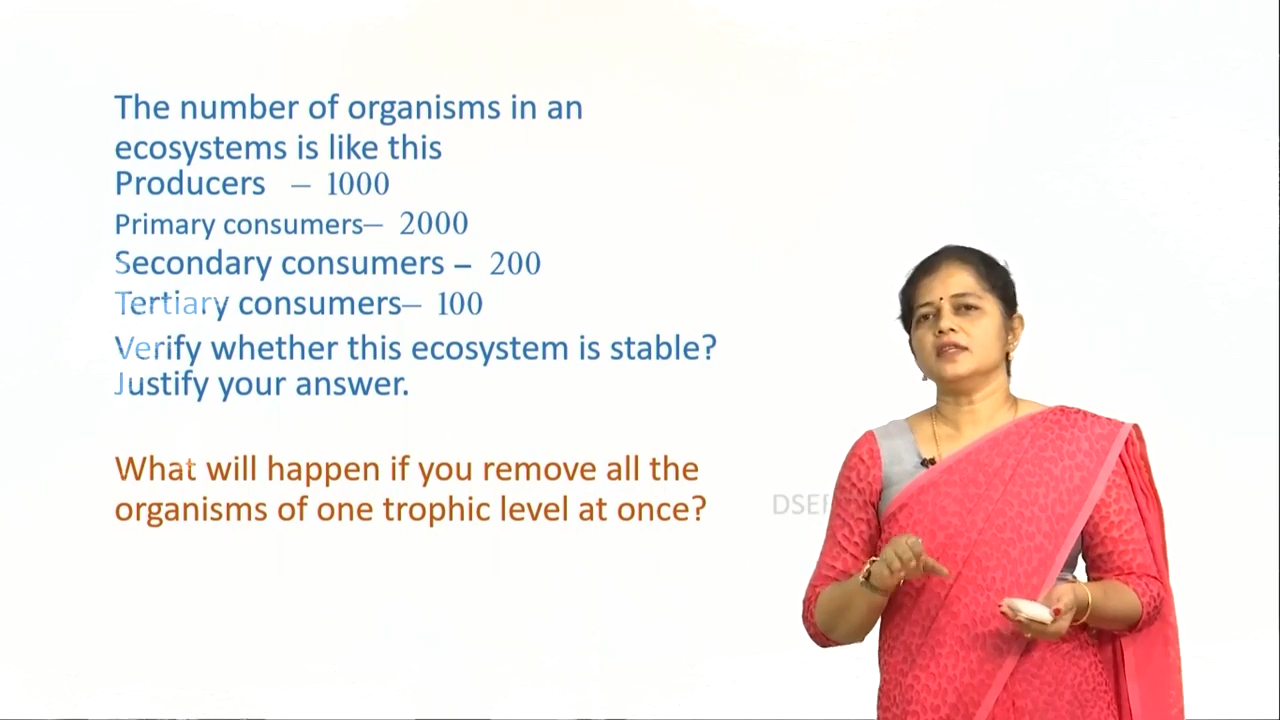 The number of organisms in an
ecosystems is like this
Producers – 1000
Primary consumers– 2000
Secondary consumers – 200
Tertiary consumers– 100
Verify whether this ecosystem is stable?
Justify your answer.
What will happen if you remove all the
organisms of one trophic level at once?